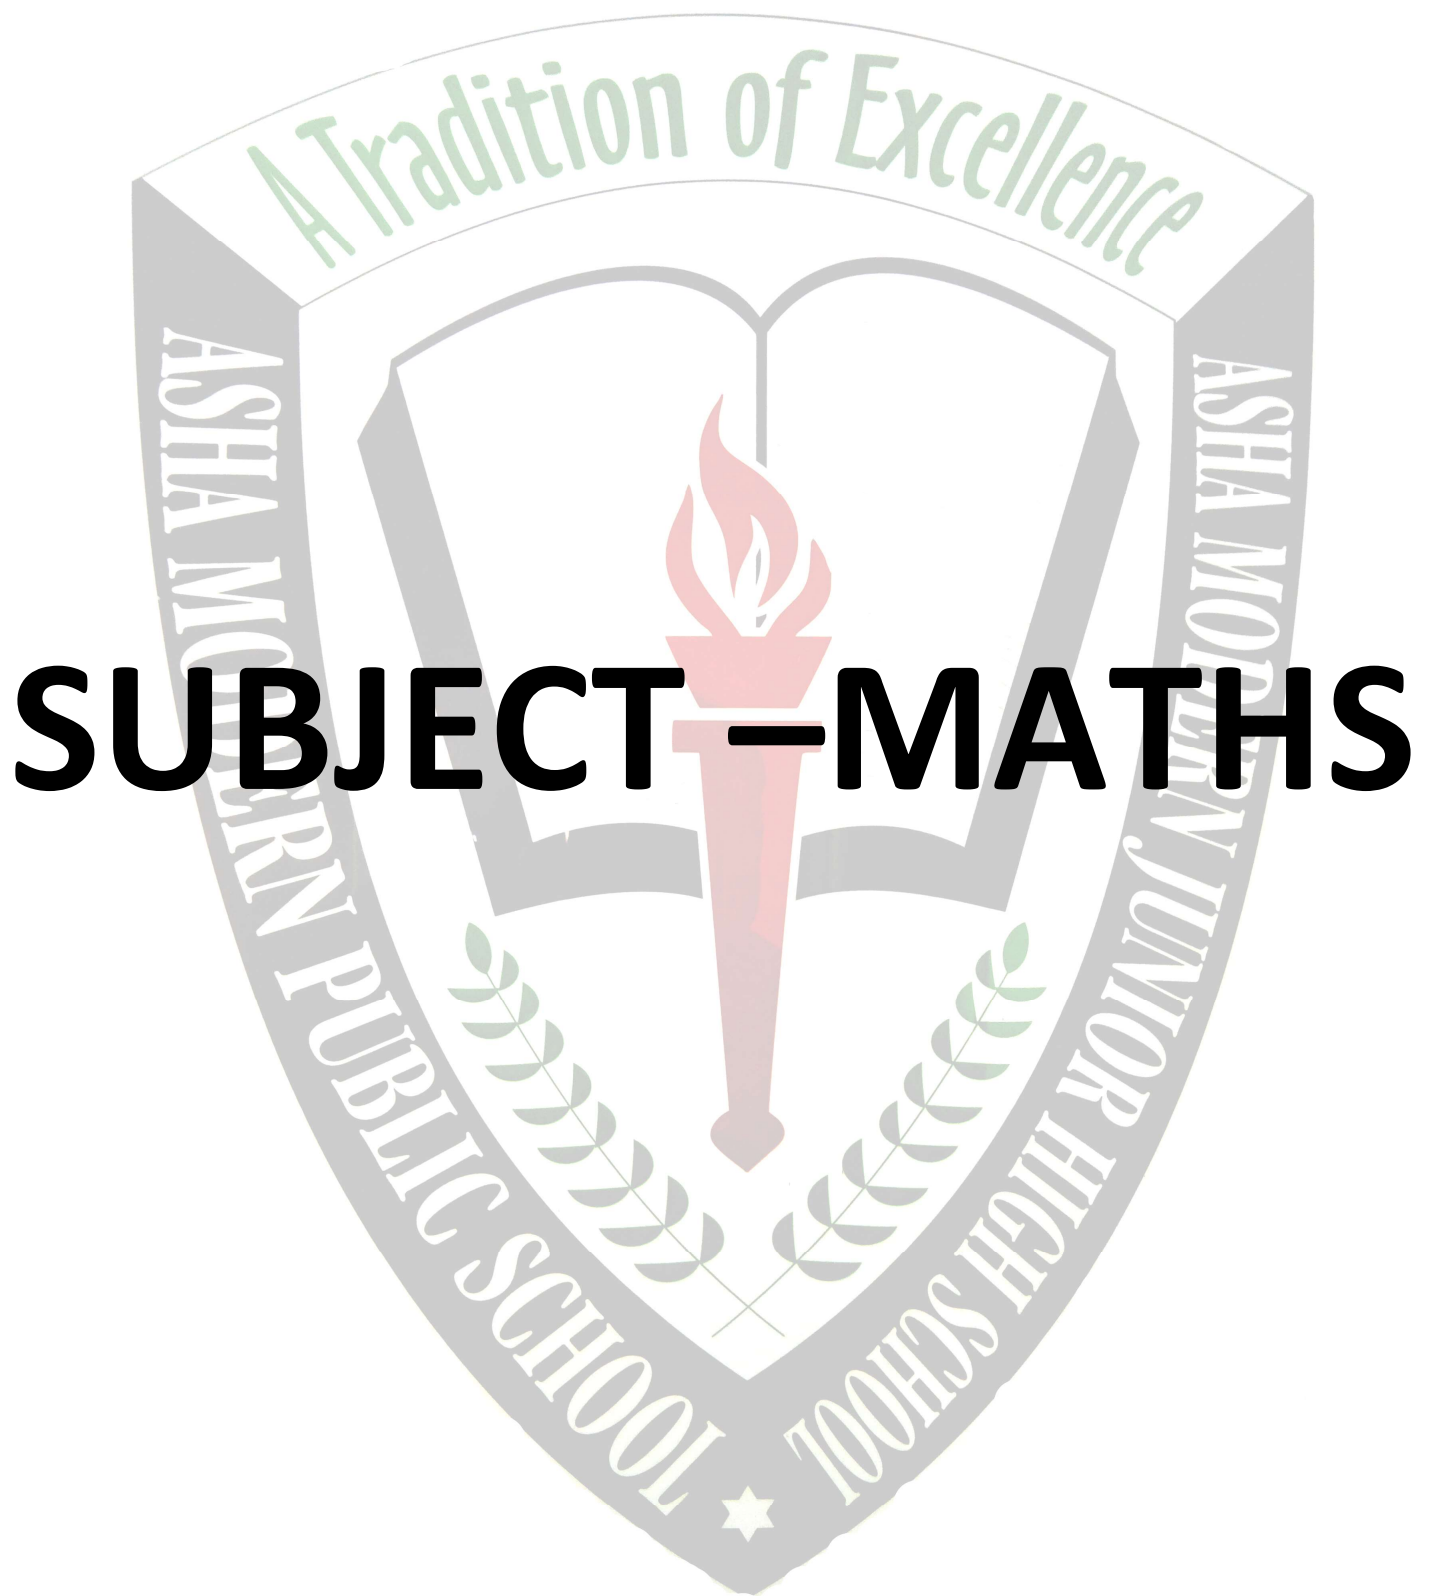 A Tradition of Excellence
ASHA MODERN PUBLIC SCHOOL
ASHA MODERN JUNIOR HIGH SCHOOL
SUBJECT –MATHS